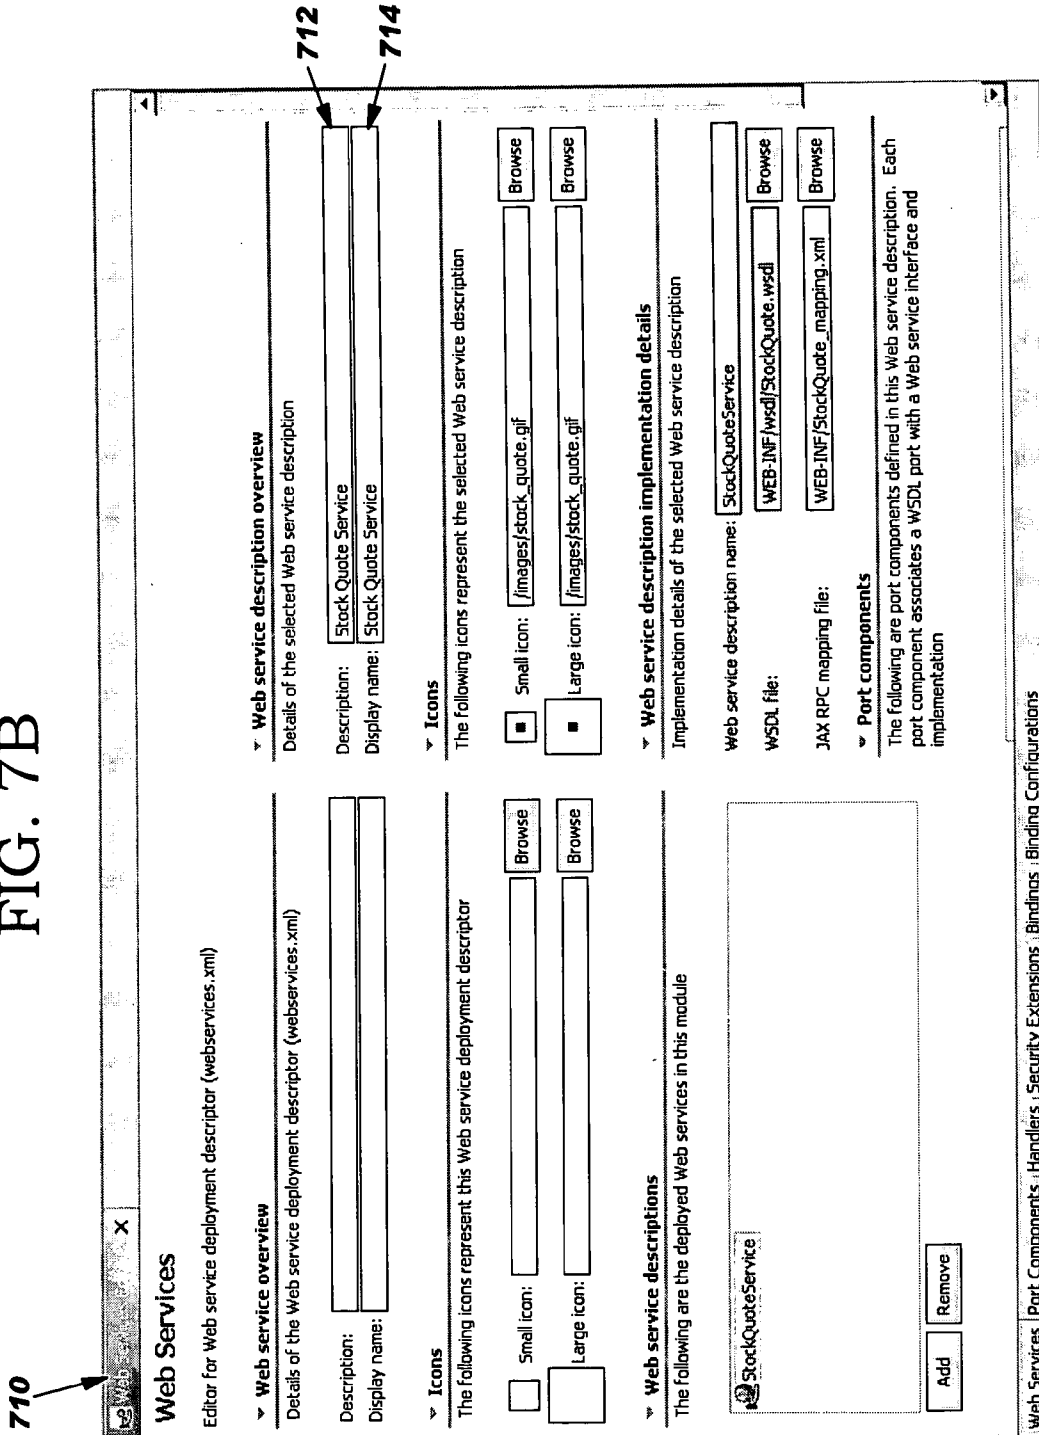 FIG. 7B
710
Web Services
Editor for Web service deployment descriptor (webservices.xml)
Web service overview
Details of the Web service deployment descriptor (webservices.xml)
Description:
Display name:
Icons
The following icons represent this Web service deployment descriptor
Small icon:
Browse
Large icon:
Browse
Web service descriptions
The following are the deployed Web services in this module
StockQuoteService
Add
Remove
Web service description overview
Details of the selected Web service description
Description: Stock Quote Service
712
Display name: Stock Quote Service
714
Icons
The following icons represent the selected Web service description
Small icon: /images/stock_quote.gif Browse
Large icon: /images/stock_quote.gif Browse
Web service description implementation details
Implementation details of the selected Web service description
Web service description name: StockQuoteService
WSDL file: WEB-INF/wsdl/StockQuote.wsdl Browse
JAX RPC mapping file: WEB-INF/StockQuote_mapping.xml Browse
Port components
The following are port components defined in this Web service description. Each
port component associates a WSDL port with a Web service interface and
implementation
Web Services Port Components Handlers Security Extensions Bindings Binding Configurations